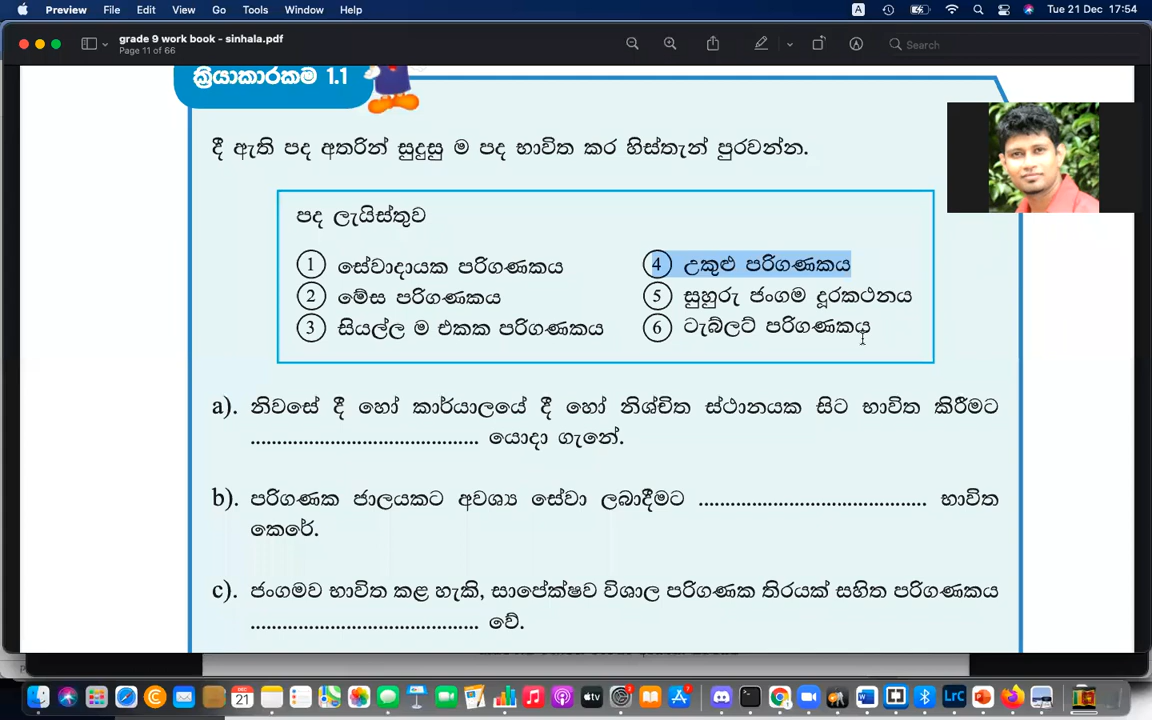 Preview File Edit View Go Tools Window Help A Tue 21 Dec 17:54
grade 9 work book - sinhala.pdf
Page 11 of 66
Search
ක්‍රියාකාරකම 1.1
දී ඇති පද අතරින් සුදුසු ම පද භාවිත කර හිස්තැන් පුරවන්න.
පද ලැයිස්තුව
1 සේවාදායක පරිගණකය
2 මේස පරිගණකය
3 සියල්ල ම එකක පරිගණකය
4 උකුළු පරිගණකය
5 සුහුරු ජංගම දූරකථනය
6 ටැබ්ලට් පරිගණකය
a). නිවසේ දී හෝ කාර්යාලයේ දී හෝ නිශ්චිත ස්ථානයක සිට භාවිත කිරීමට
.......................................... යොදා ගැනේ.
b). පරිගණක ජාලයකට අවශ්‍ය සේවා ලබාදීමට .......................................... භාවිත
කෙරේ.
c). ජංගමව භාවිත කළ හැකි, සාපේක්ෂව විශාල පරිගණක තිරයක් සහිත පරිගණකය
.......................................... වේ.